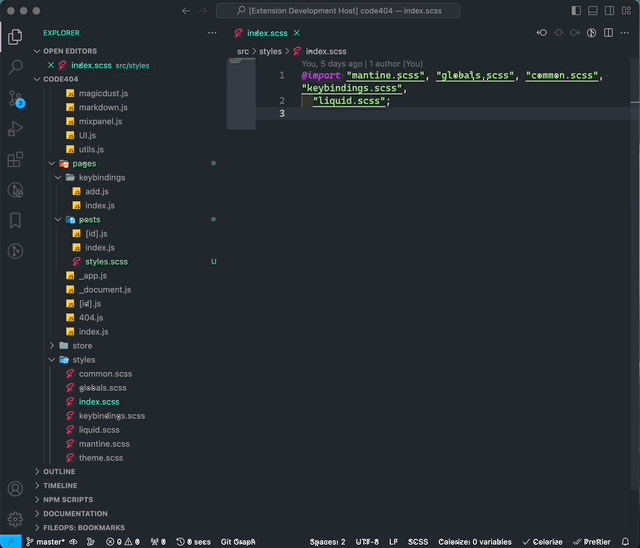 [Extension Development Host] code404 — index.scss
EXPLORER
index.scss
OPEN EDITORS
index.scss src/styles
src > styles > index.scss
You, 5 days ago | 1 author (You)
CODE404
1 @import "mantine.scss", "globals.scss", "common.scss",
"keybindings.scss",
2 "liquid.scss";
3
magicdust.js
markdown.js
mixpanel.js
UI.js
utils.js
pages
keybindings
add.js
index.js
posts
[id].js
index.js
styles.scss U
_app.js
_document.js
[id].js
404.js
index.js
store
styles
common.scss
globals.scss
index.scss
keybindings.scss
liquid.scss
mantine.scss
theme.scss
OUTLINE
TIMELINE
NPM SCRIPTS
DOCUMENTATION
FILEOPS: BOOKMARKS
3
master* 0 0 0 0 secs Git Graph Spaces: 2 UTF-8 LF SCSS Colorize: 0 variables Colorize Prettier